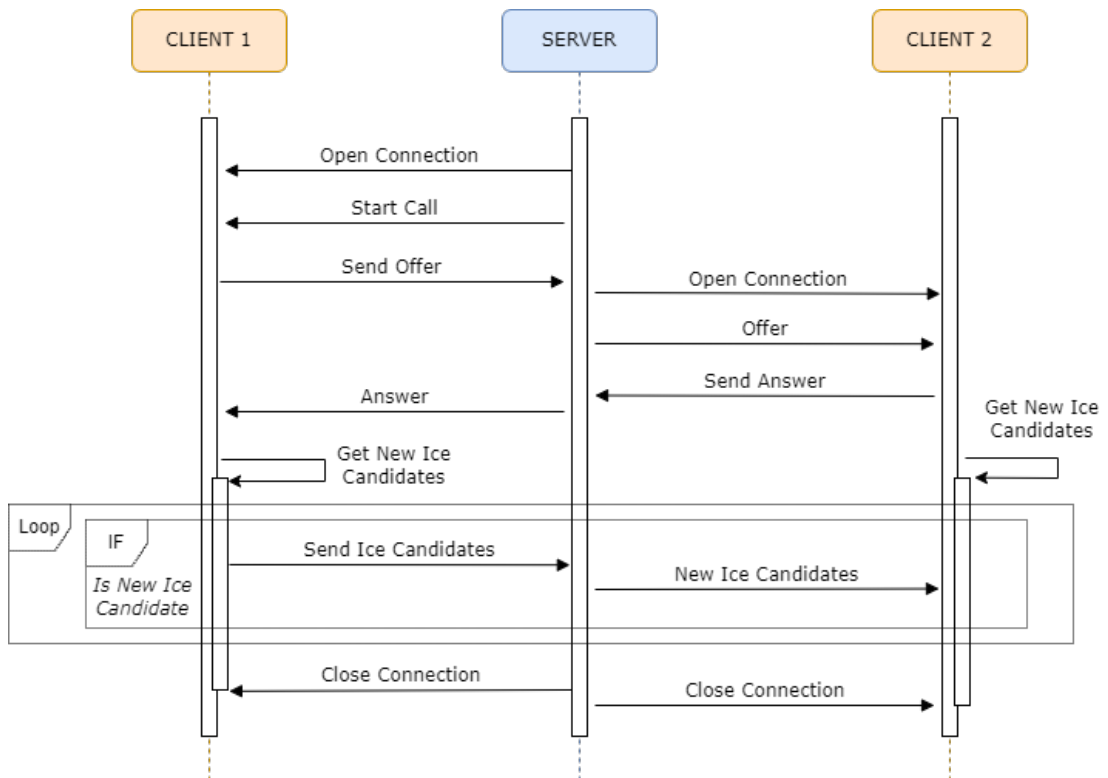 CLIENT 1
SERVER
CLIENT 2
Open Connection
Start Call
Send Offer
Open Connection
Offer
Send Answer
Answer
Get New Ice
Candidates
Get New Ice
Candidates
Loop
IF
Is New Ice
Candidate
Send Ice Candidates
New Ice Candidates
Close Connection
Close Connection